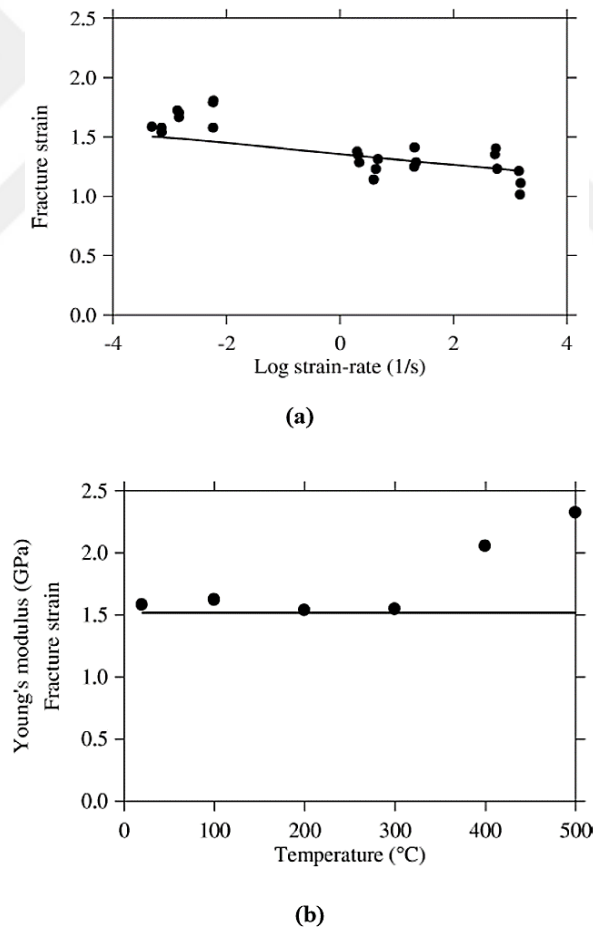 2.5
2.0
1.5
1.0
0.5
0.0
Fracture strain
-4 -2 0 2 4
Log strain-rate (1/s)
(a)
2.5
2.0
1.5
1.0
0.5
0.0
Young's modulus (GPa)
Fracture strain
0 100 200 300 400 500
Temperature (°C)
(b)